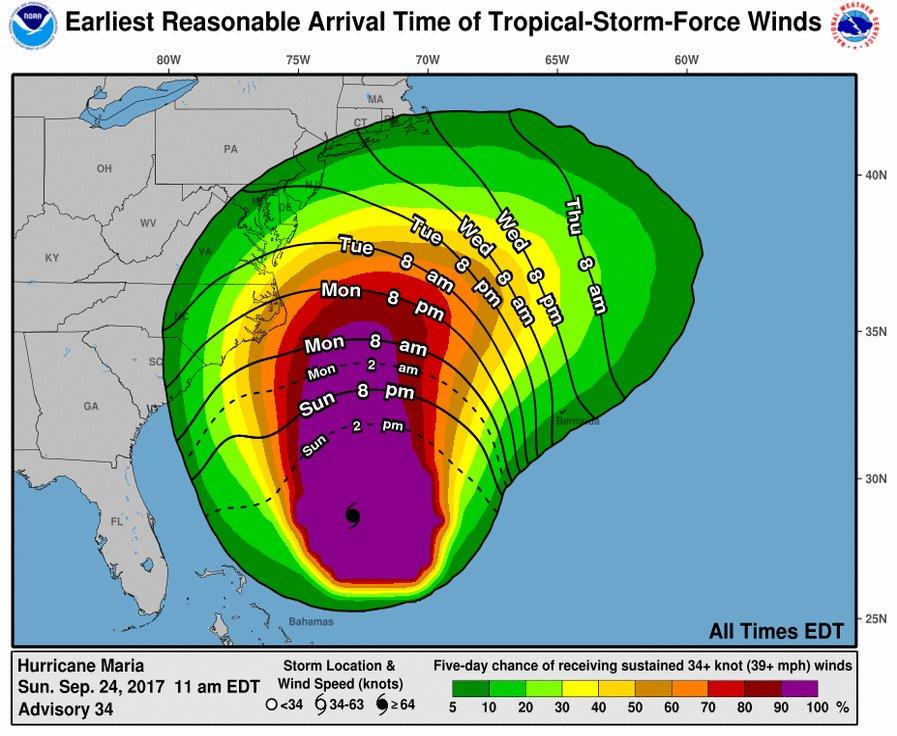 NOAA
Earliest Reasonable Arrival Time of Tropical-Storm-Force Winds
NATIONAL WEATHER SERVICE
80W 75W 70W 65W 60W
MA
CT
PA
OH
NJ
DE
WV
VA
KY
NC
SC
GA
FL
Bahamas
Bermuda
40N
35N
30N
25N
Thu 8 am
Wed 8 pm
Wed 8 am
Tue 8 pm
Tue 8 am
Mon 8 pm
Mon 8 am
Mon 2 am
Sun 8 pm
Sun 2 pm
All Times EDT
Hurricane Maria
Sun. Sep. 24, 2017 11 am EDT
Advisory 34
Storm Location &
Wind Speed (knots)
<34 34-63 ≥ 64
Five-day chance of receiving sustained 34+ knot (39+ mph) winds
5 10 20 30 40 50 60 70 80 90 100 %